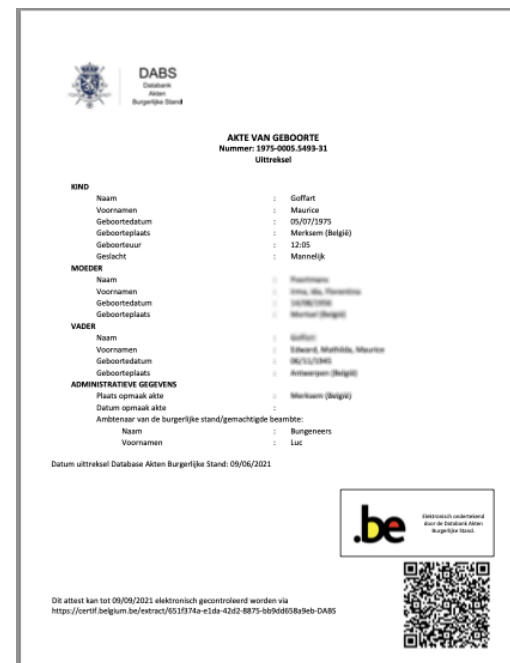 DABS
Databank
Akten
Burgerlijke Stand
AKTE VAN GEBOORTE
Nummer: 1975-0005.5493-31
Uittreksel
KIND
Naam : Goffart
Voornamen : Maurice
Geboortedatum : 05/07/1975
Geboorteplaats : Merksem (België)
Geboorteuur : 12:05
Geslacht : Mannelijk
MOEDER
Naam :
Voornamen :
Geboortedatum :
Geboorteplaats :
VADER
Naam :
Voornamen :
Geboortedatum :
Geboorteplaats :
ADMINISTRATIEVE GEGEVENS
Plaats opmaak akte :
Datum opmaak akte :
Ambtenaar van de burgerlijke stand/gemachtigde beambte:
Naam : Bungeneers
Voornamen : Luc
Datum uittreksel Database Akten Burgerlijke Stand: 09/06/2021
.be
Elektronisch ondertekend
door de Databank Akten
Burgerlijke Stand.
Dit attest kan tot 09/09/2021 elektronisch gecontroleerd worden via
https://certif.belgium.be/extract/651f374a-e1da-42d2-8875-bb9dd658a9eb-DABS